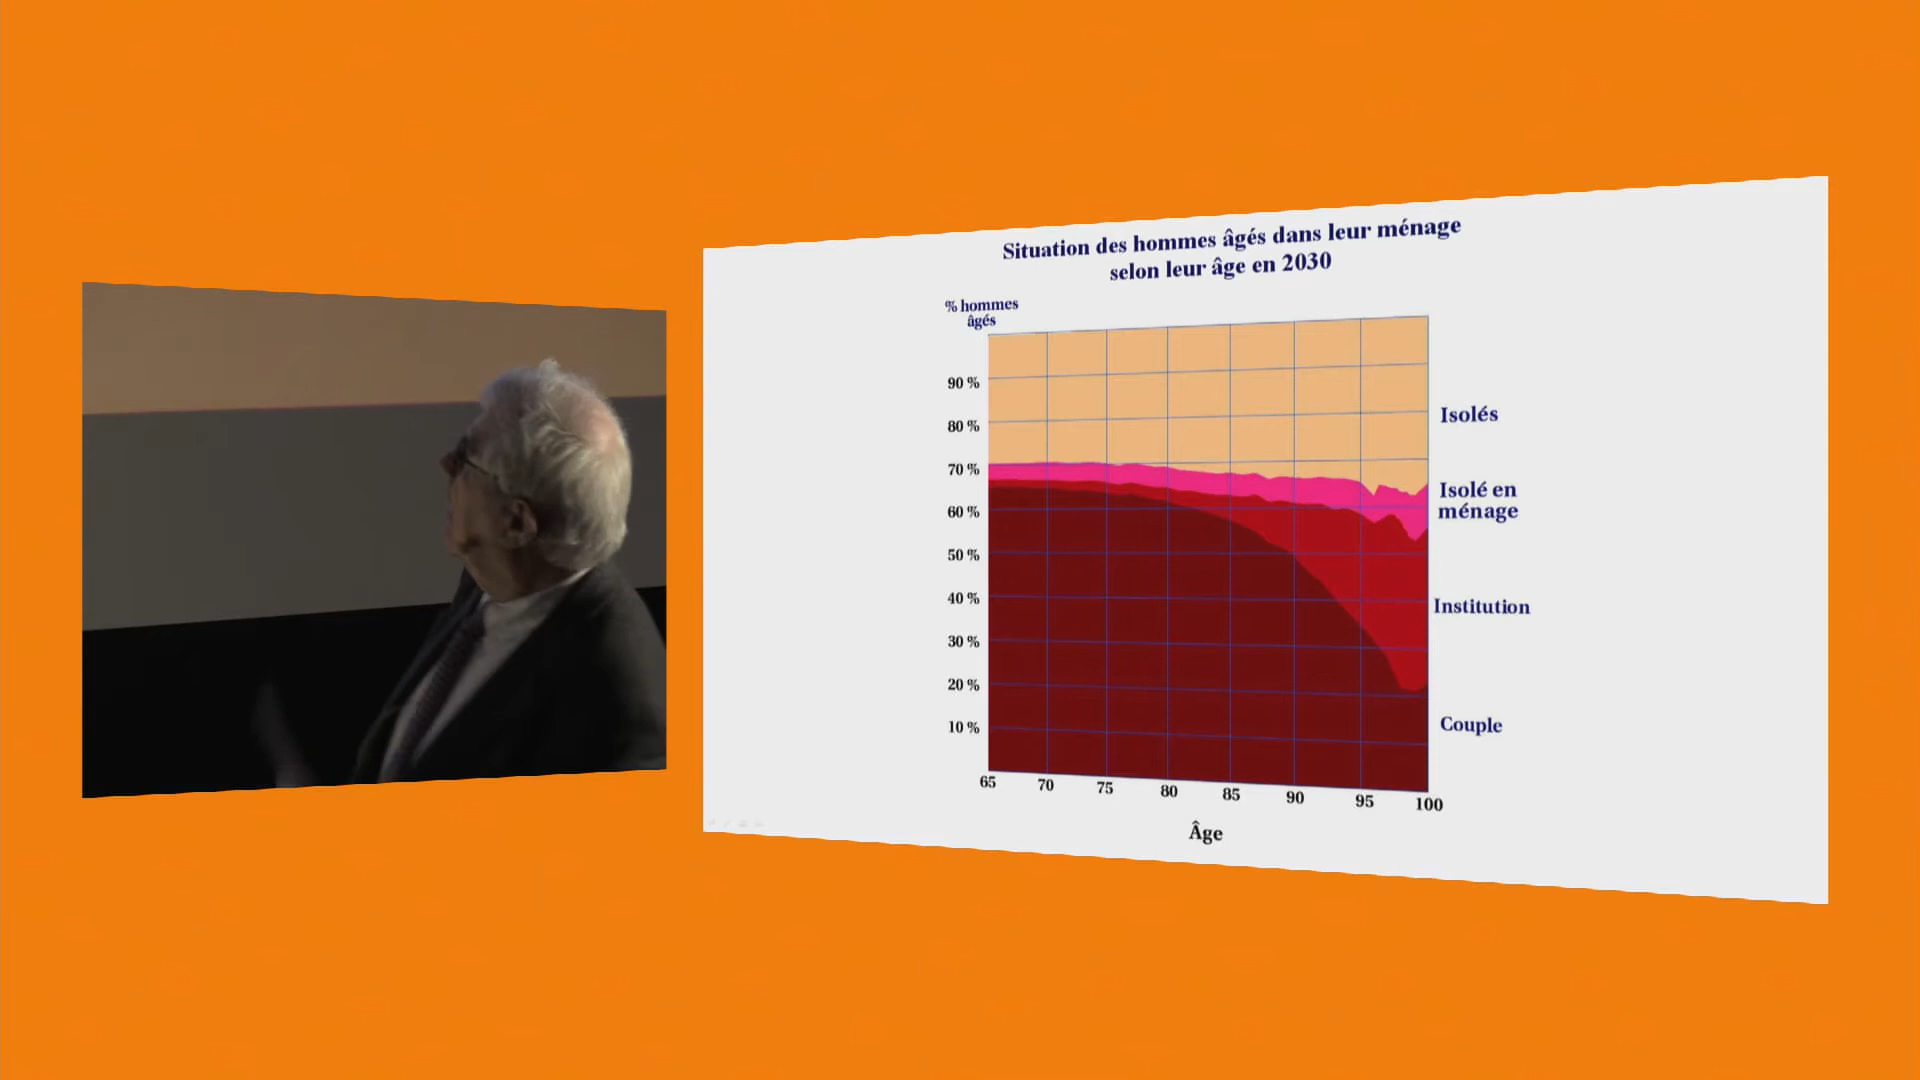 Situation des hommes âgés dans leur ménage
selon leur âge en 2030
% hommes
âgés
90 %
80 %
70 %
60 %
50 %
40 %
30 %
20 %
10 %
65 70 75 80 85 90 95 100
Âge
Isolés
Isolé en
ménage
Institution
Couple